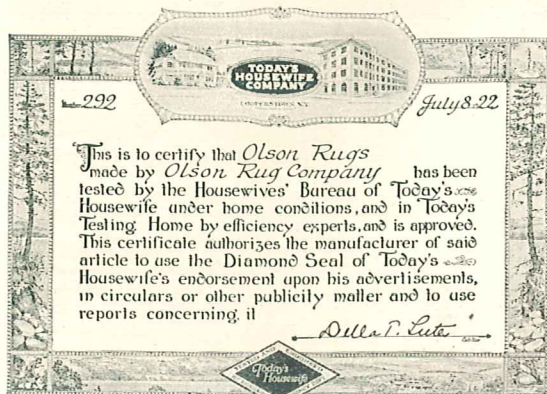 TODAY'S
HOUSEWIFE
COMPANY
COOPERSTOWN, N.Y.
Number 292
July 8-22
This is to certify that Olson Rugs
made by Olson Rug Company has been
tested by the Housewives' Bureau of Today's
Housewife under home conditions, and in Today's
Testing Home by efficiency experts, and is approved.
This certificate authorizes the manufacturer of said
article to use the Diamond Seal of Today's
Housewife's endorsement upon his advertisements,
in circulars or other publicity matter and to use
reports concerning it
Della T. Lutes
Today's
Housewife